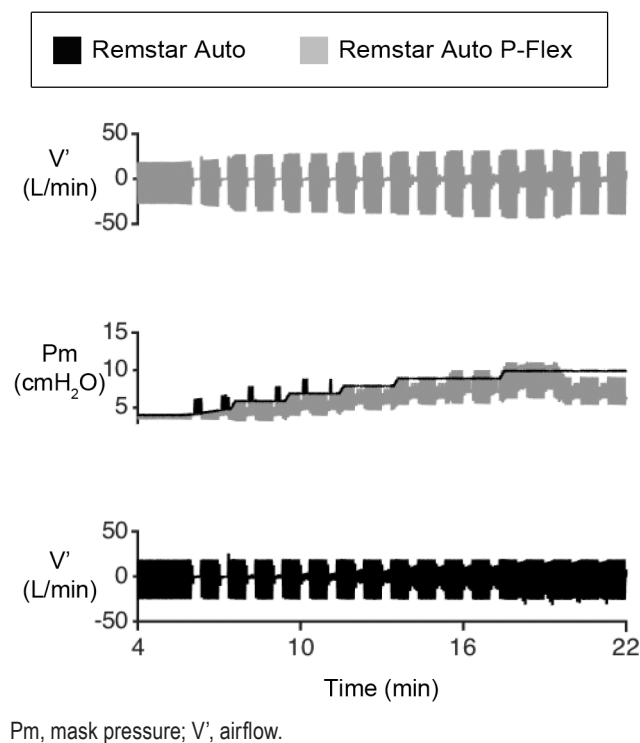 Remstar Auto Remstar Auto P-Flex
50
V'
0
(L/min)
-50
15
Pm
10
(cmH2O)
5
50
V'
0
(L/min)
-50
4 10 16 22
Time (min)
Pm, mask pressure; V', airflow.